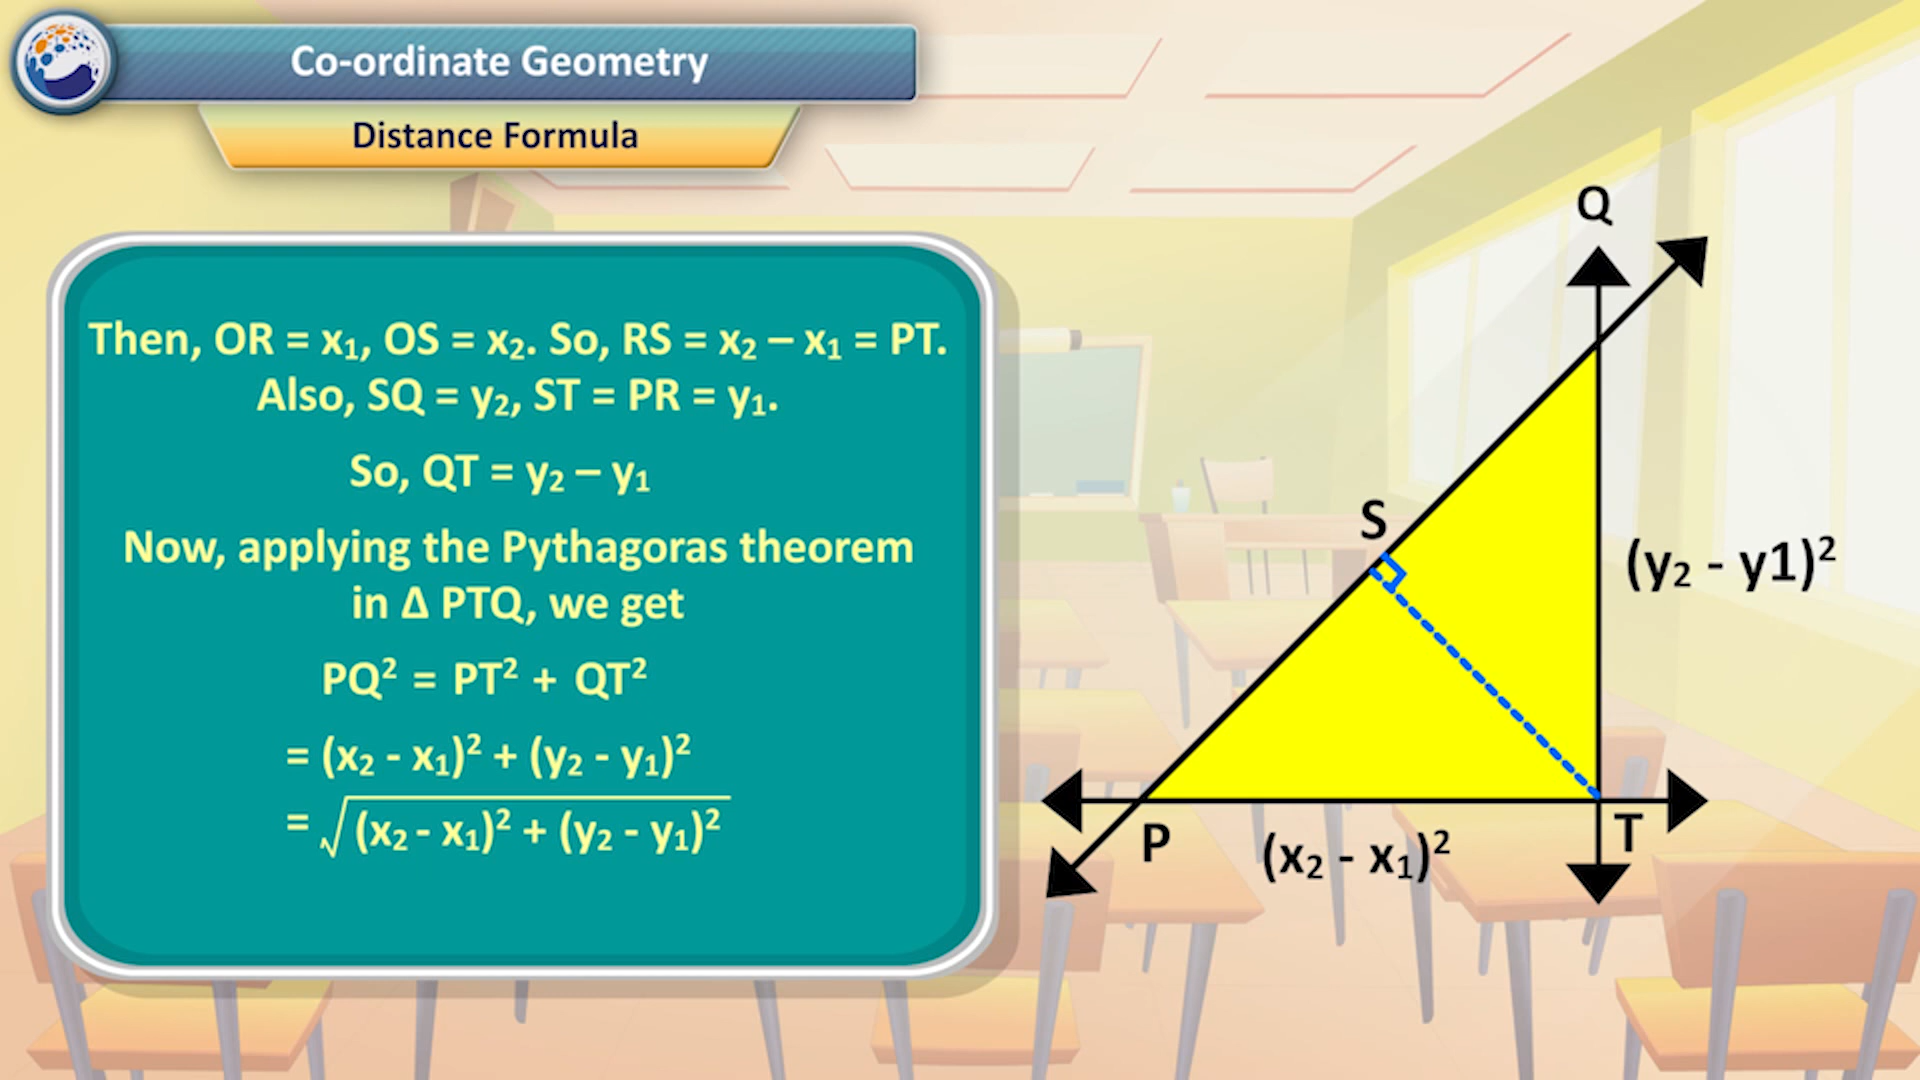 Co-ordinate Geometry
Distance Formula
Then, OR = x₁, OS = x₂. So, RS = x₂ – x₁ = PT.
Also, SQ = y₂, ST = PR = y₁.
So, QT = y₂ – y₁
Now, applying the Pythagoras theorem
in Δ PTQ, we get
PQ² = PT² + QT²
= (x₂ - x₁)² + (y₂ - y₁)²
= √(x₂ - x₁)² + (y₂ - y₁)²
Q
S
(y₂ - y1)²
P
T
(x₂ - x₁)²